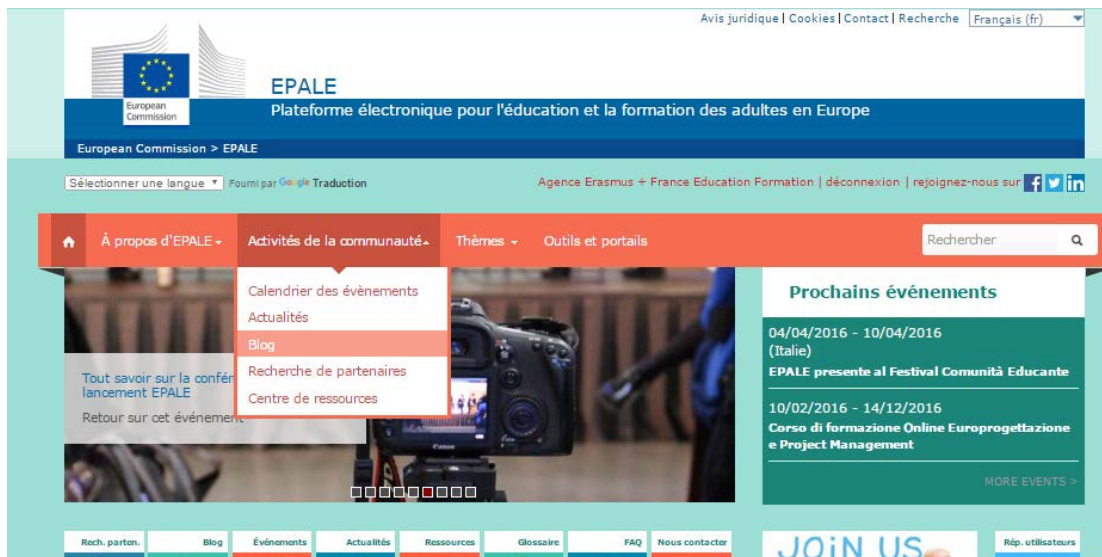 Avis juridique | Cookies | Contact | Recherche Français (fr)
European
Commission
EPALE
Plateforme électronique pour l'éducation et la formation des adultes en Europe
European Commission > EPALE
Sélectionner une langue Fourni par Google Traduction
Agence Erasmus + France Education Formation | déconnexion | rejoignez-nous sur
À propos d'EPALE
Activités de la communauté
Thèmes
Outils et portails
Rechercher
Calendrier des évènements
Actualités
Blog
Recherche de partenaires
Centre de ressources
Tout savoir sur la confér
lancement EPALE
Retour sur cet événement
Canon
Prochains événements
04/04/2016 - 10/04/2016
(Italie)
EPALE presente al Festival Comunità Educante
10/02/2016 - 14/12/2016
Corso di formazione Online Europrogettazione
e Project Management
MORE EVENTS >
Rech. parten.
Blog
Événements
Actualités
Ressources
Glossaire
FAQ
Nous contacter
JOIN US
Rép. utilisateurs